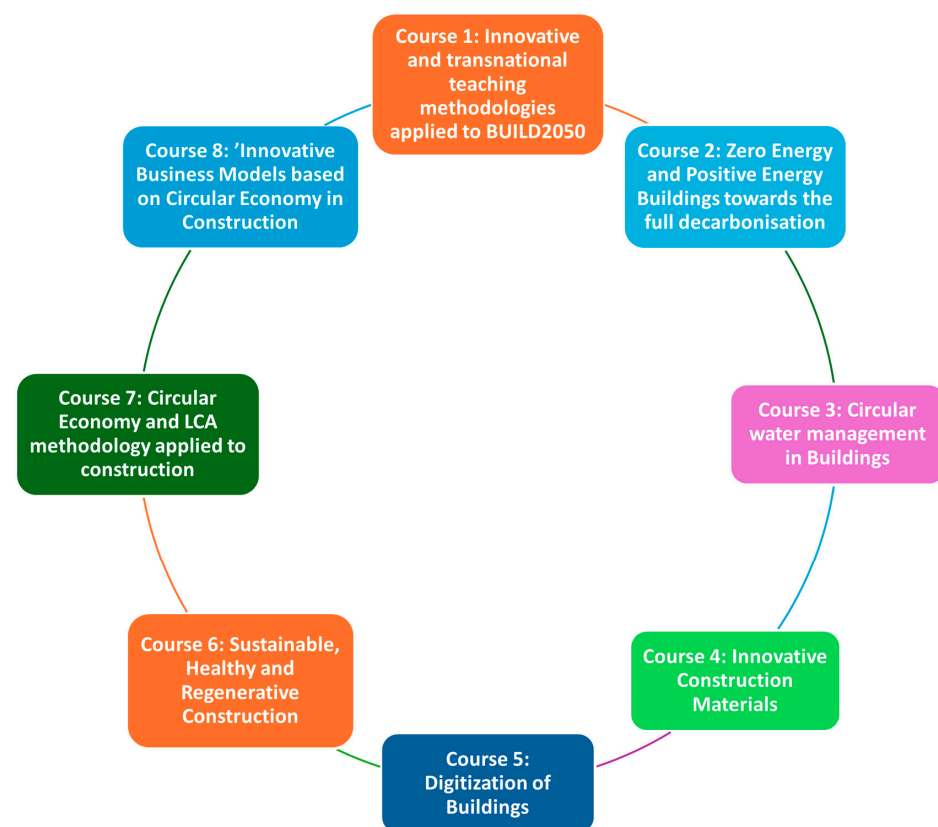 Course 1: Innovative
and transnational
teaching
methodologies
applied to BUILD2050
Course 2: Zero Energy
and Positive Energy
Buildings towards the
full decarbonisation
Course 3: Circular
water management
in Buildings
Course 4: Innovative
Construction
Materials
Course 5:
Digitization of
Buildings
Course 6: Sustainable,
Healthy and
Regenerative
Construction
Course 7: Circular
Economy and LCA
methodology applied to
construction
Course 8: ’Innovative
Business Models based
on Circular Economy in
Construction